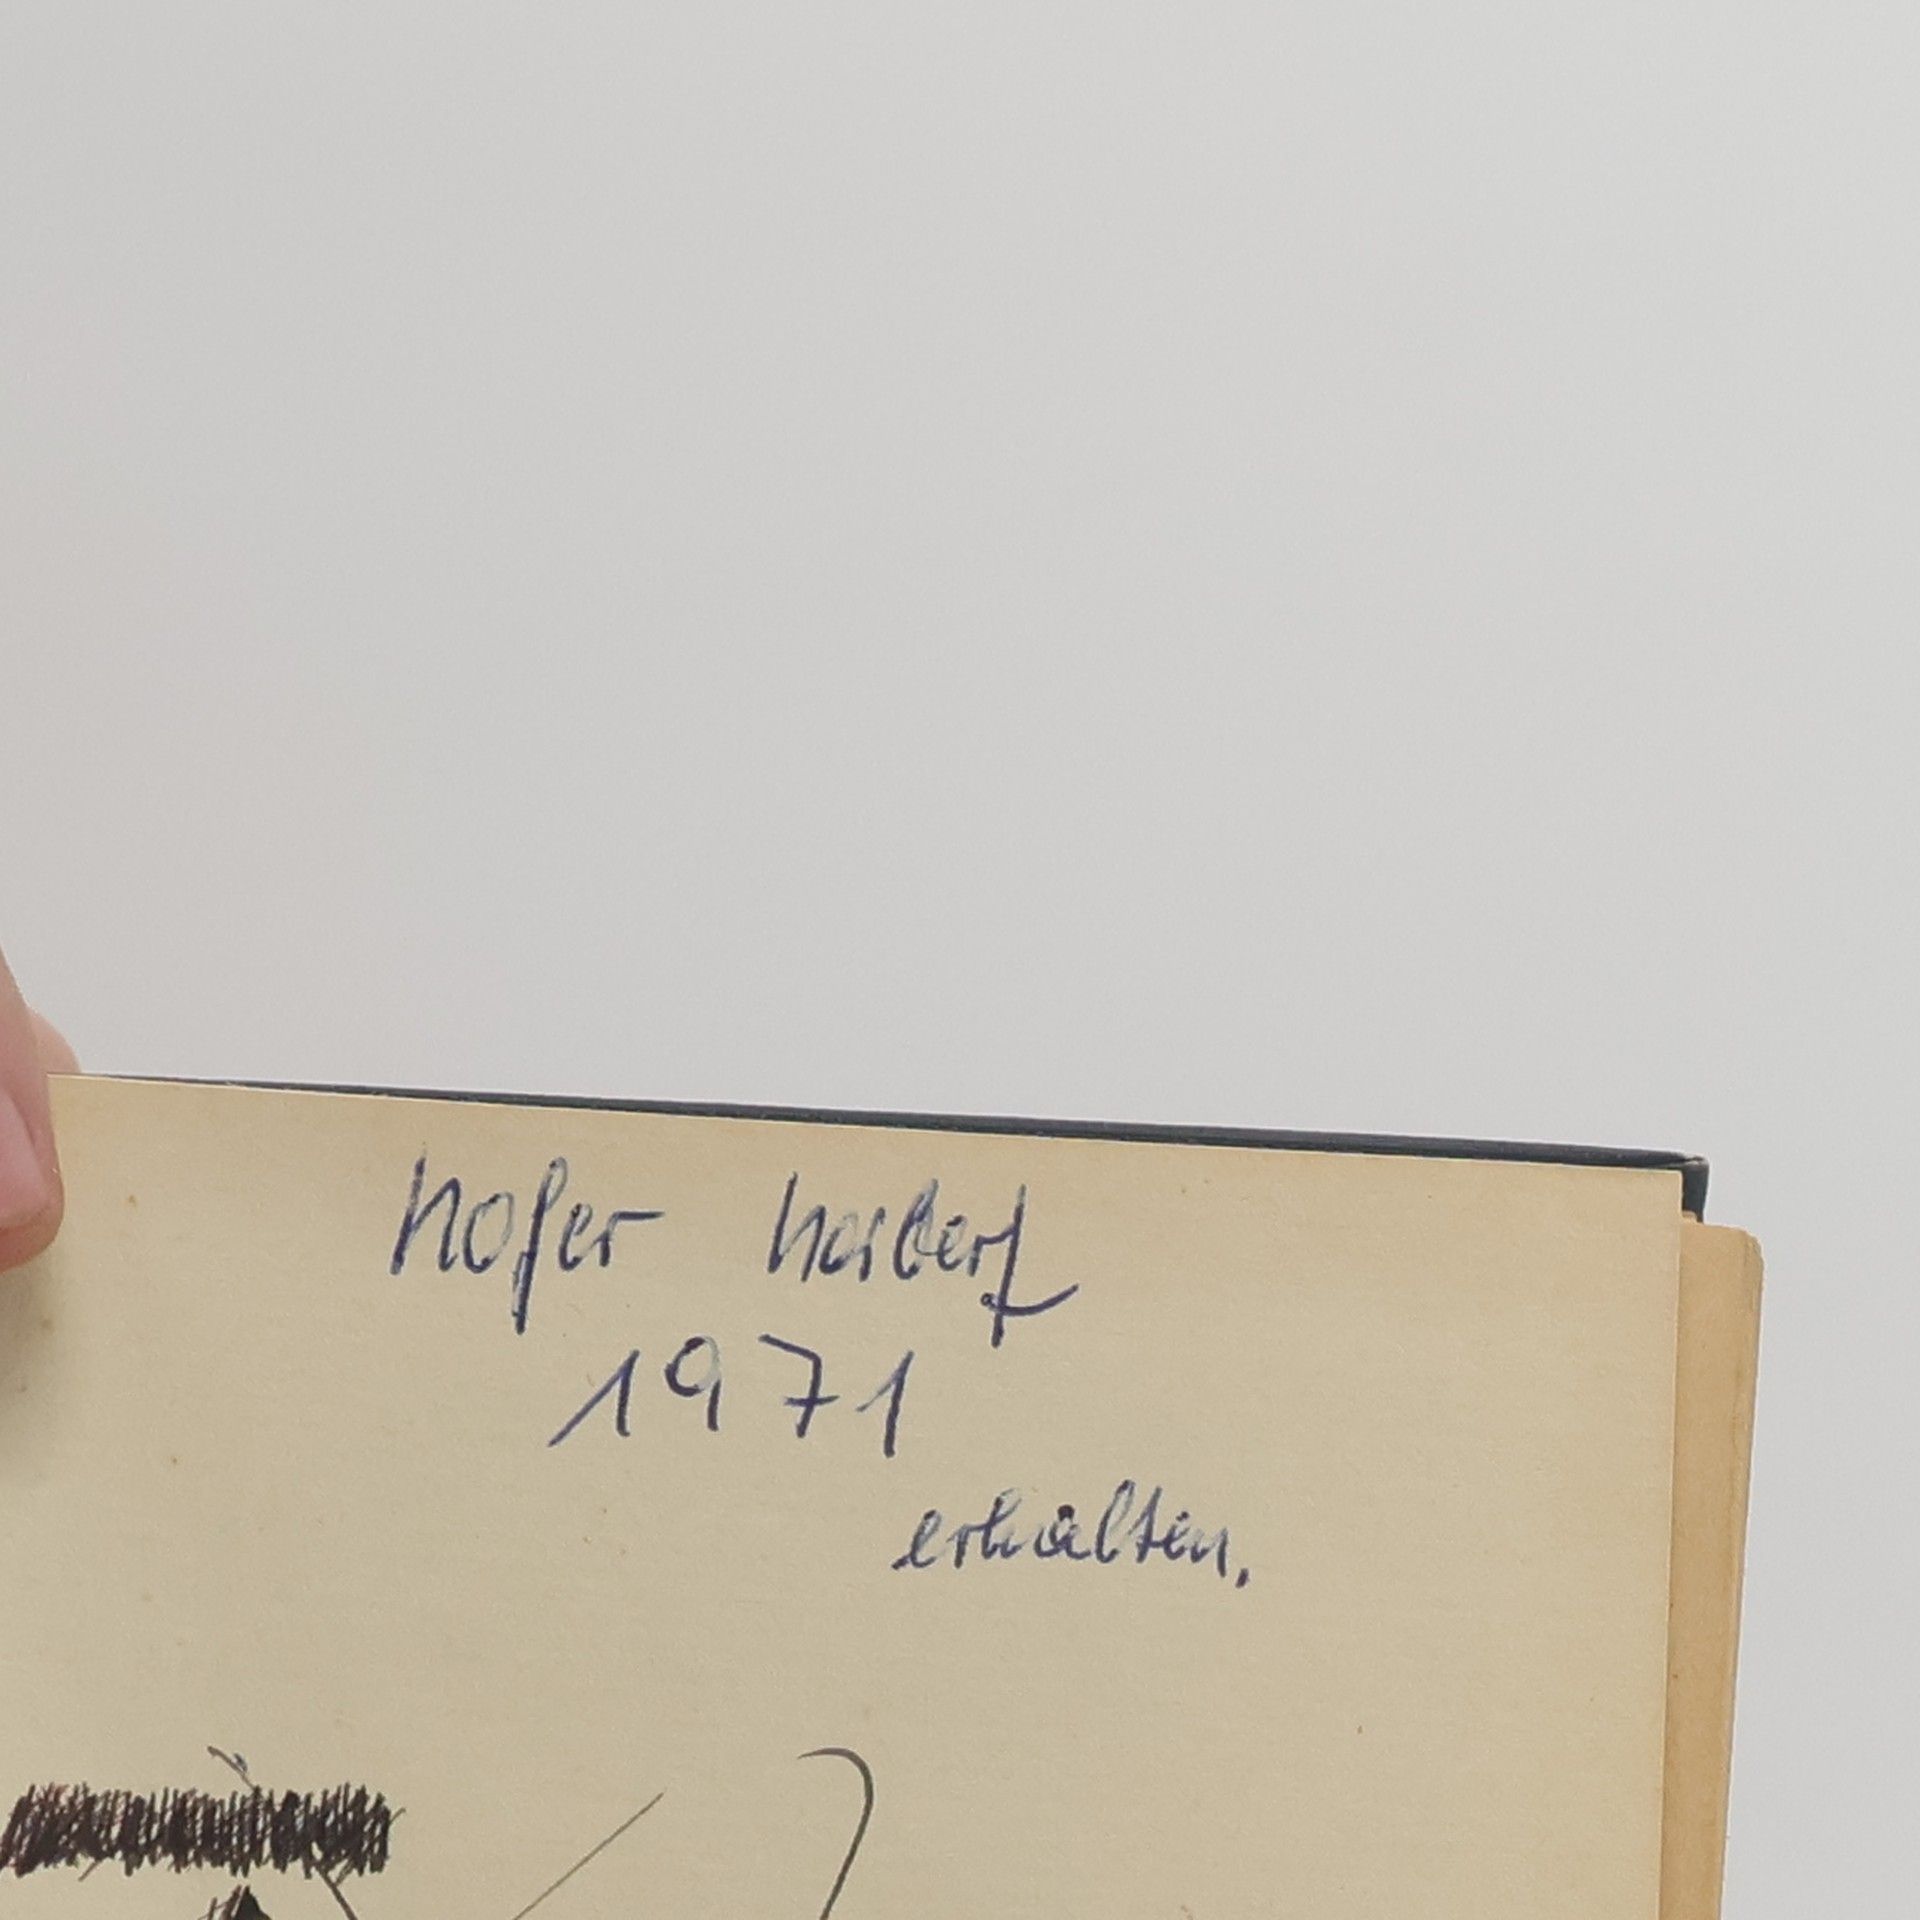 Hofer Norbert
1971
erhalten.